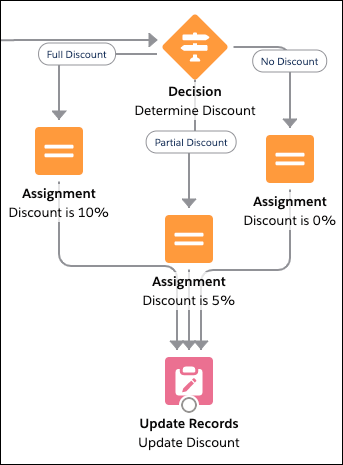 Full Discount
No Discount
Decision
Determine Discount
Partial Discount
Assignment
Discount is 10%
Assignment
Discount is 0%
Assignment
Discount is 5%
Update Records
Update Discount